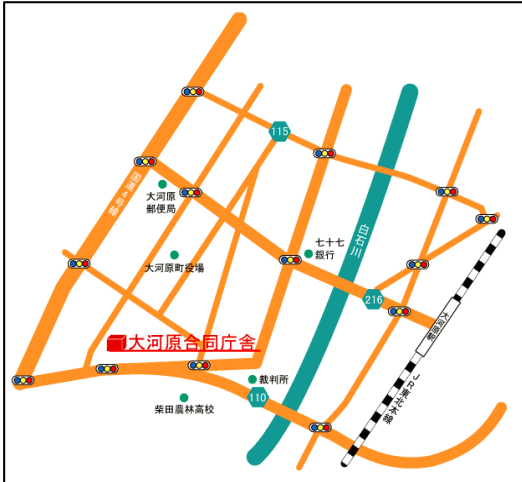 115
国道4号線
大河原
郵便局
七十七
銀行
白石川
大河原町役場
216
大河原駅
大河原合同庁舎
裁判所
110
柴田農林高校
JR東北本線